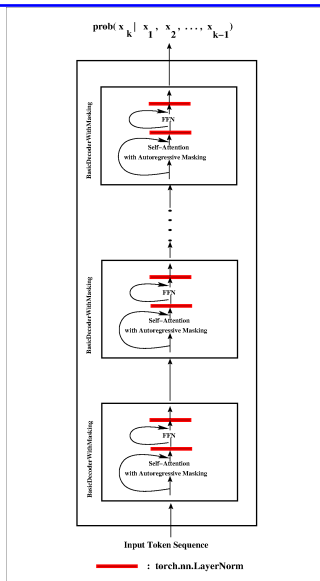 prob( x_k | x_1 , x_2 , . . . , x_{k-1} )
BasicDecoderWithMasking
FFN
Self-Attention
with Autoregressive Masking
BasicDecoderWithMasking
FFN
Self-Attention
with Autoregressive Masking
BasicDecoderWithMasking
FFN
Self-Attention
with Autoregressive Masking
Input Token Sequence
: torch.nn.LayerNorm